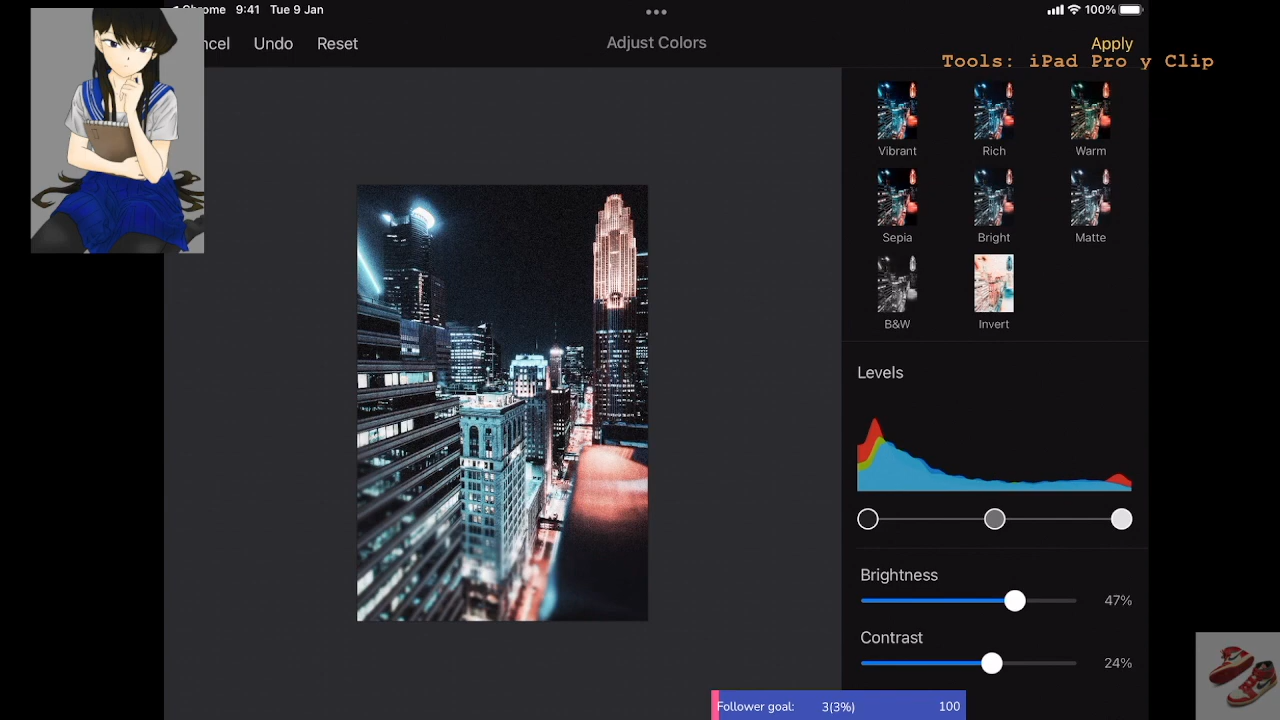 Chrome 9:41 Tue 9 Jan 100%
ncel Undo Reset Adjust Colors Apply
Tools: iPad Pro y Clip
Vibrant Rich Warm
Sepia Bright Matte
B&W Invert
Levels
Brightness
47%
Contrast
24%
Follower goal: 3(3%) 100